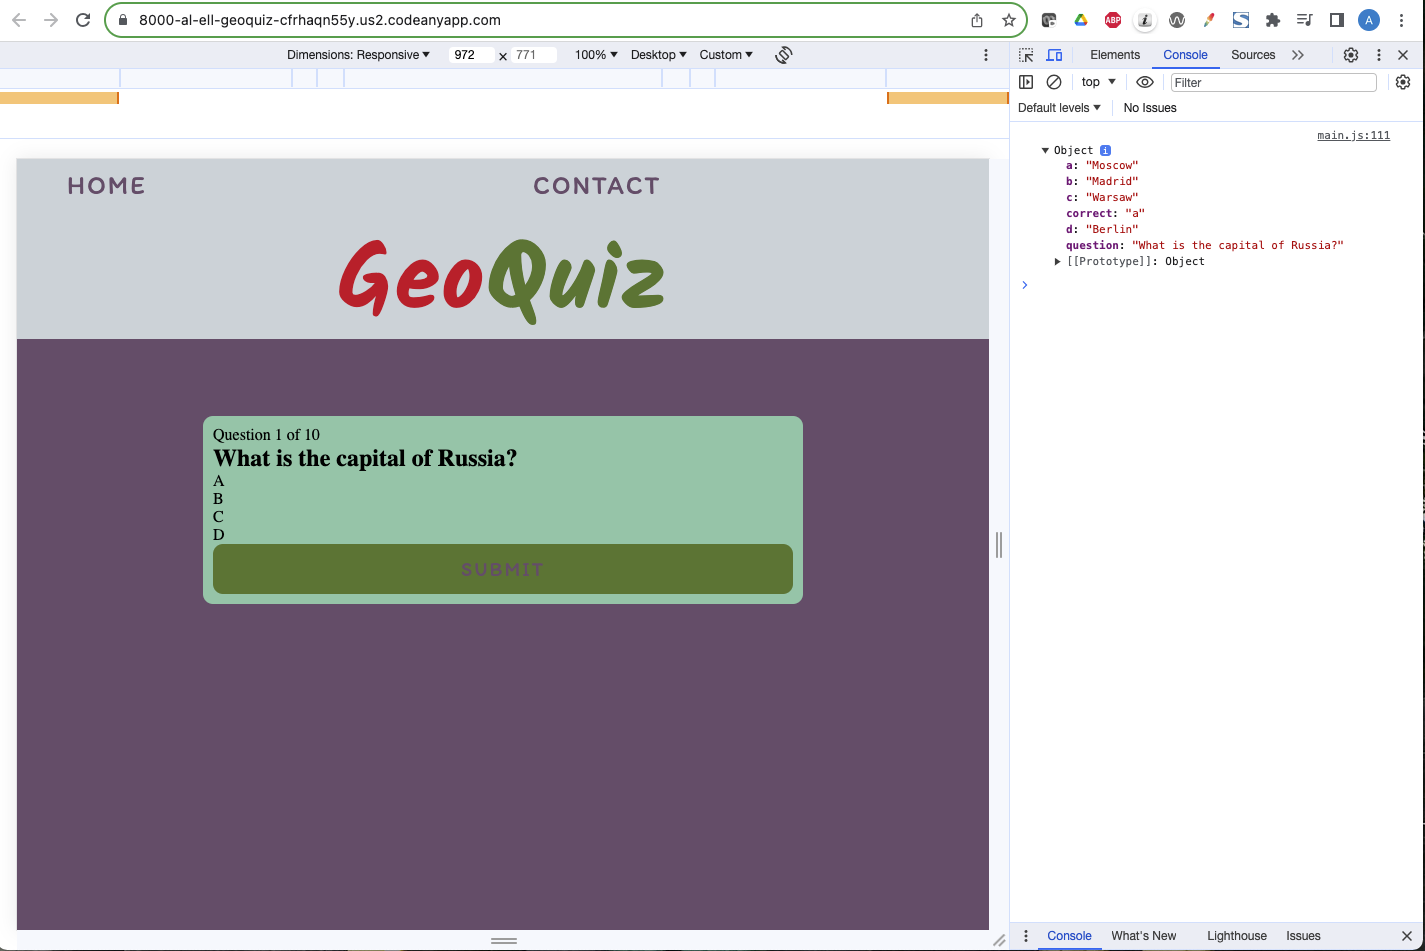 8000-al-ell-geoquiz-cfrhaqn55y.us2.codeanyapp.com
ABP
A
Dimensions: Responsive 972 x 771 100% Desktop Custom
Elements Console Sources
top Filter
Default levels No Issues
main.js:111
Object i
a: "Moscow"
b: "Madrid"
c: "Warsaw"
correct: "a"
d: "Berlin"
question: "What is the capital of Russia?"
[[Prototype]]: Object
HOME CONTACT
GeoQuiz
Question 1 of 10
What is the capital of Russia?
A
B
C
D
SUBMIT
Console What's New Lighthouse Issues